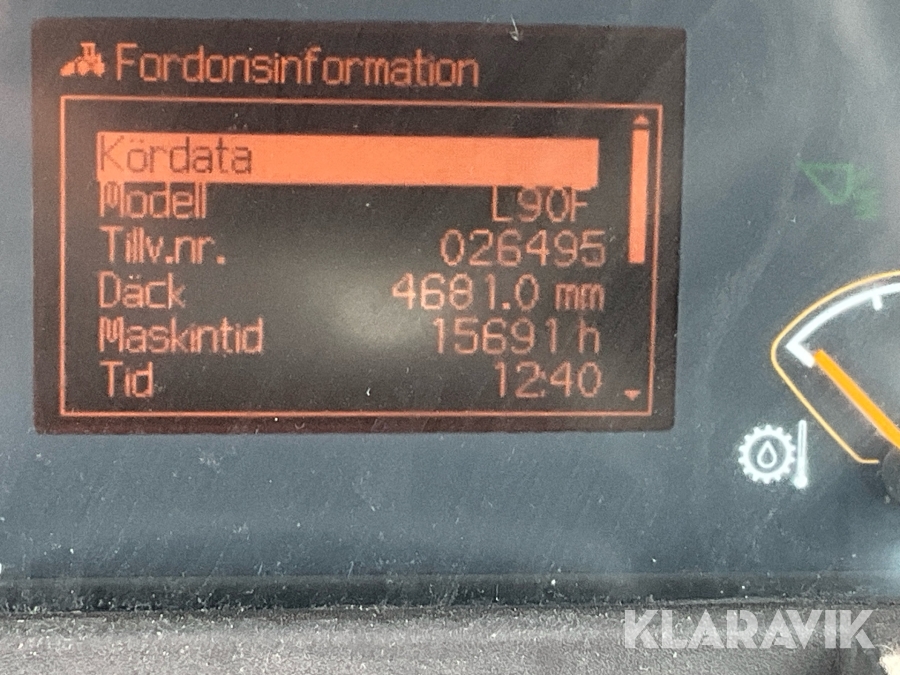 Fordonsinformation
Kördata
Modell L90F
Tillv.nr. 026495
Däck 4681.0 mm
Maskintid 15691 h
Tid 12:40
KLARAVIK